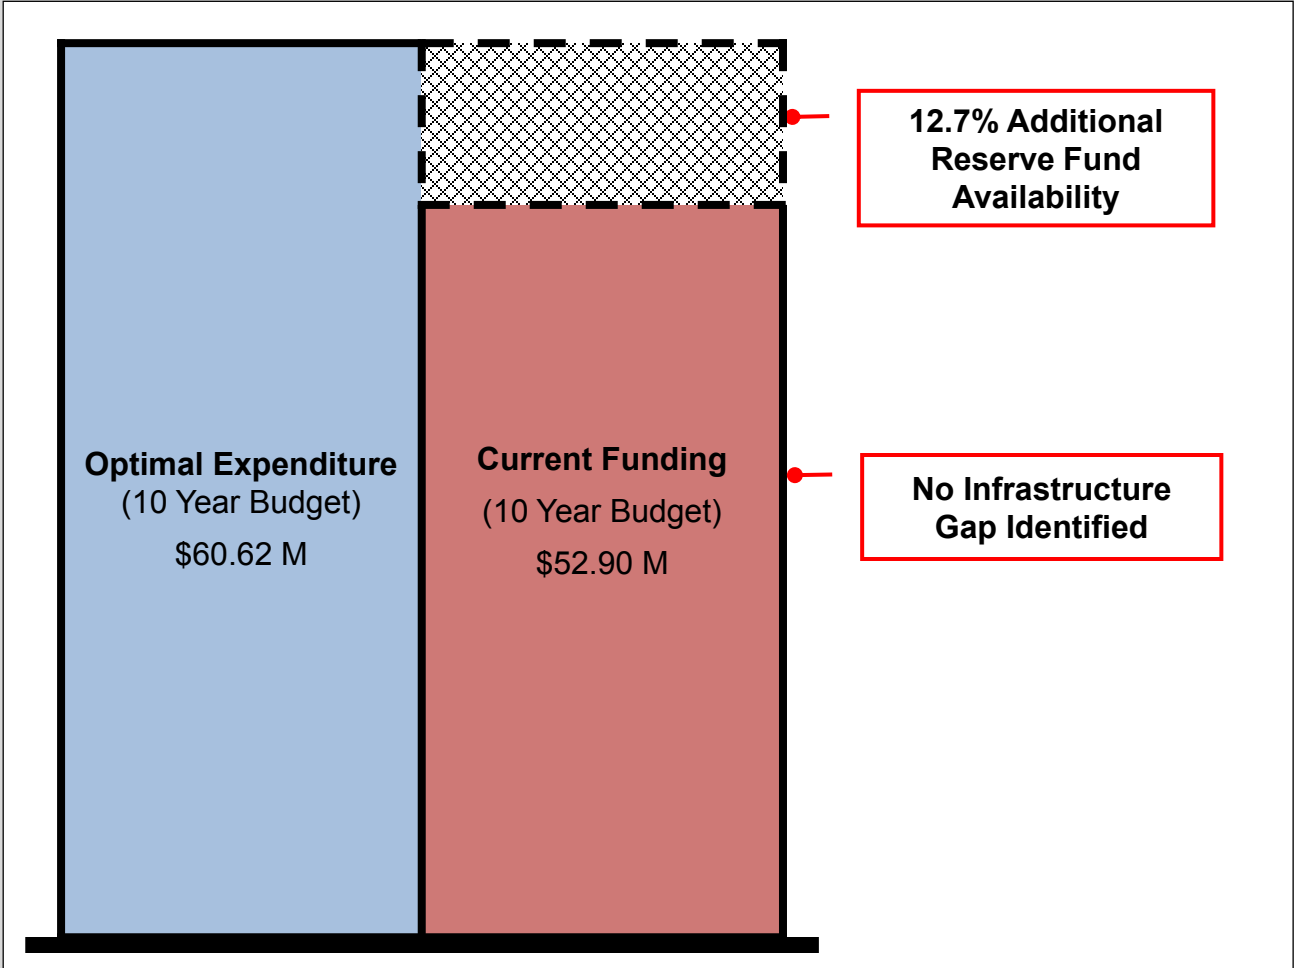 Optimal Expenditure
(10 Year Budget)
$60.62 M
Current Funding
(10 Year Budget)
$52.90 M
12.7% Additional
Reserve Fund
Availability
No Infrastructure
Gap Identified